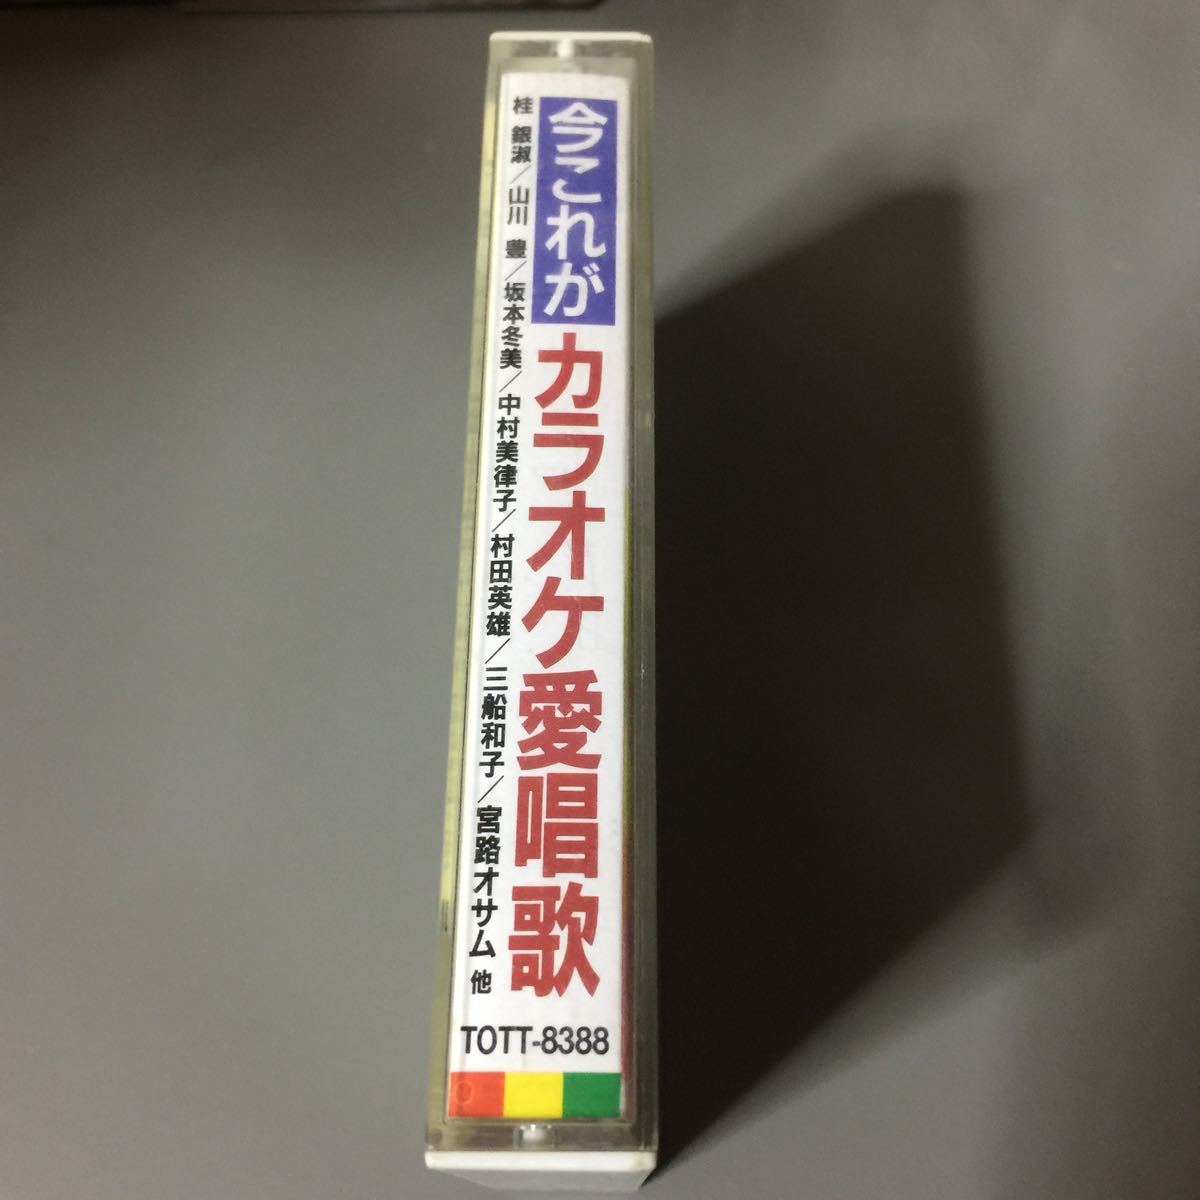 今これが カラオケ愛唱歌
桂 銀淑/山川 豊/坂本冬美/中村美律子/村田英雄/三船和子/宮路オサム 他
TOTT-8388